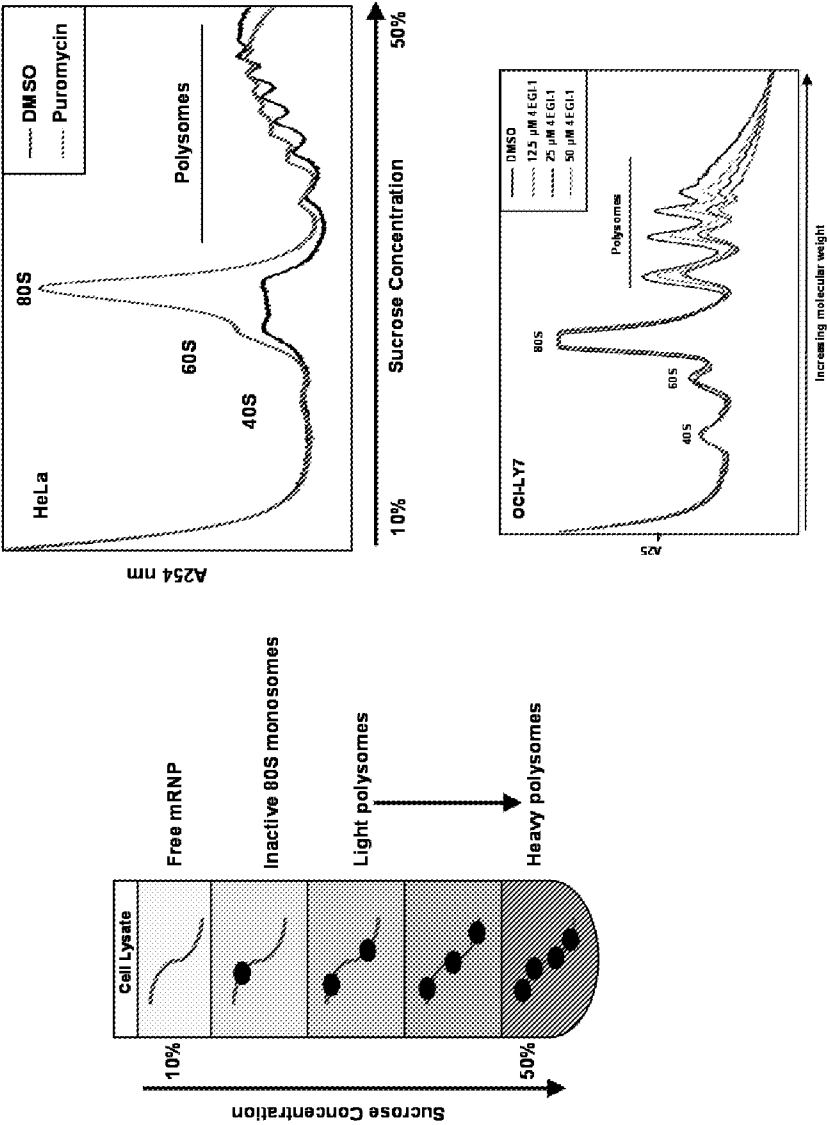 Cell Lysate
10%
50%
Sucrose Concentration
Free mRNP
Inactive 80S monosomes
Light polysomes
Heavy polysomes
HeLa
DMSO
Puromycin
80S
60S
40S
Polysomes
A254 nm
10%
50%
Sucrose Concentration
OCI-LY7
DMSO
12.5 µM 4EGI-1
25 µM 4EGI-1
50 µM 4EGI-1
Polysomes
80S
60S
40S
A25
Increasing molecular weight